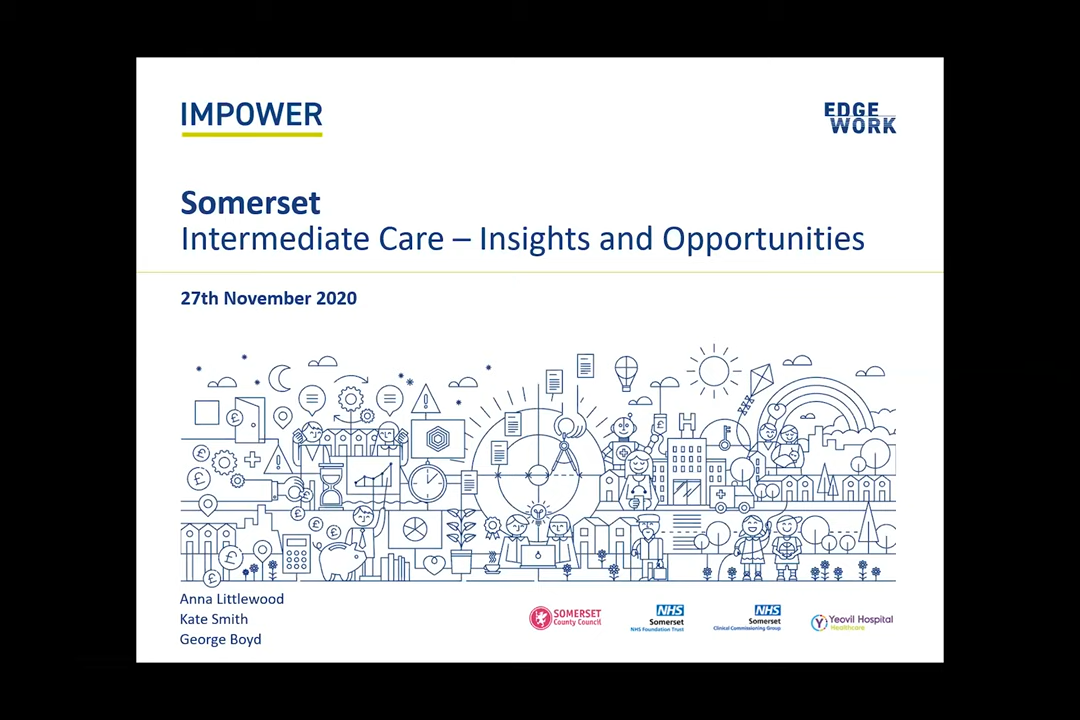 IMPOWER
EDGE
WORK
Somerset
Intermediate Care – Insights and Opportunities
27th November 2020
Anna Littlewood
Kate Smith
George Boyd
SOMERSET
County Council
NHS
Somerset
NHS Foundation Trust
NHS
Somerset
Clinical Commissioning Group
Y
Yeovil Hospital
Healthcare